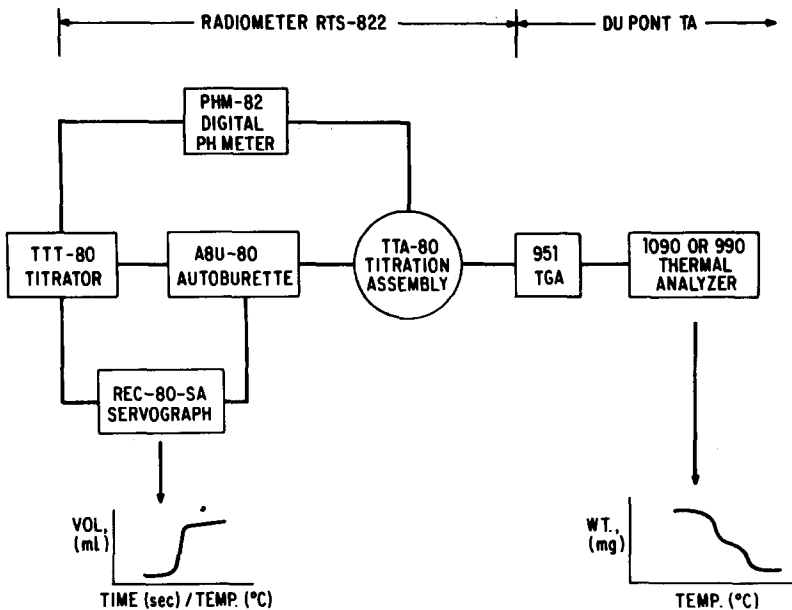 RADIOMETER RTS-822
DU PONT TA
PHM-82
DIGITAL
PH METER
TTT-80
TITRATOR
ABU-80
AUTOBURETTE
TTA-80
TITRATION
ASSEMBLY
951
TGA
1090 OR 990
THERMAL
ANALYZER
REC-80-SA
SERVOGRAPH
VOL,
(ml)
TIME (sec) / TEMP. (°C)
WT.,
(mg)
TEMP. (°C)